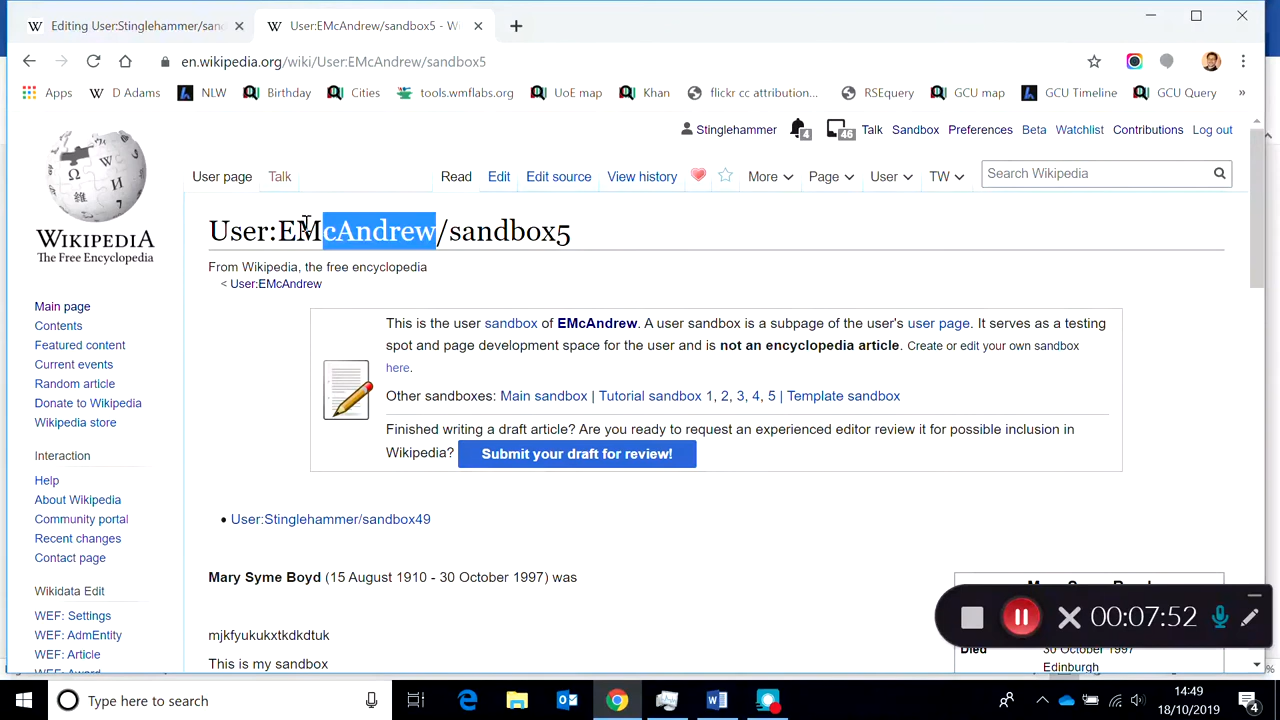 Editing User:Stinglehammer/san
User:EMcAndrew/sandbox5 - Wi
en.wikipedia.org/wiki/User:EMcAndrew/sandbox5
Apps
D Adams
NLW
Birthday
Cities
tools.wmflabs.org
UoE map
Khan
flickr cc attribution...
RSEquery
GCU map
GCU Timeline
GCU Query
»
Stinglehammer
4
46
Talk
Sandbox
Preferences
Beta
Watchlist
Contributions
Log out
User page
Talk
Read
Edit
Edit source
View history
More
Page
User
TW
Search Wikipedia
WIKIPEDIA
The Free Encyclopedia
User:EMcAndrew/sandbox5
From Wikipedia, the free encyclopedia
< User:EMcAndrew
This is the user sandbox of EMcAndrew. A user sandbox is a subpage of the user's user page. It serves as a testing
spot and page development space for the user and is not an encyclopedia article. Create or edit your own sandbox
here.
Other sandboxes: Main sandbox | Tutorial sandbox 1, 2, 3, 4, 5 | Template sandbox
Finished writing a draft article? Are you ready to request an experienced editor review it for possible inclusion in
Wikipedia? Submit your draft for review!
• User:Stinglehammer/sandbox49
Mary Syme Boyd (15 August 1910 - 30 October 1997) was
mjkfyukukxtkdkdtuk
This is my sandbox
Main page
Contents
Featured content
Current events
Random article
Donate to Wikipedia
Wikipedia store
Interaction
Help
About Wikipedia
Community portal
Recent changes
Contact page
Wikidata Edit
WEF: Settings
WEF: AdmEntity
WEF: Article
00:07:52
Died
30 October 1997
Edinburgh
Type here to search
14:49
18/10/2019
4